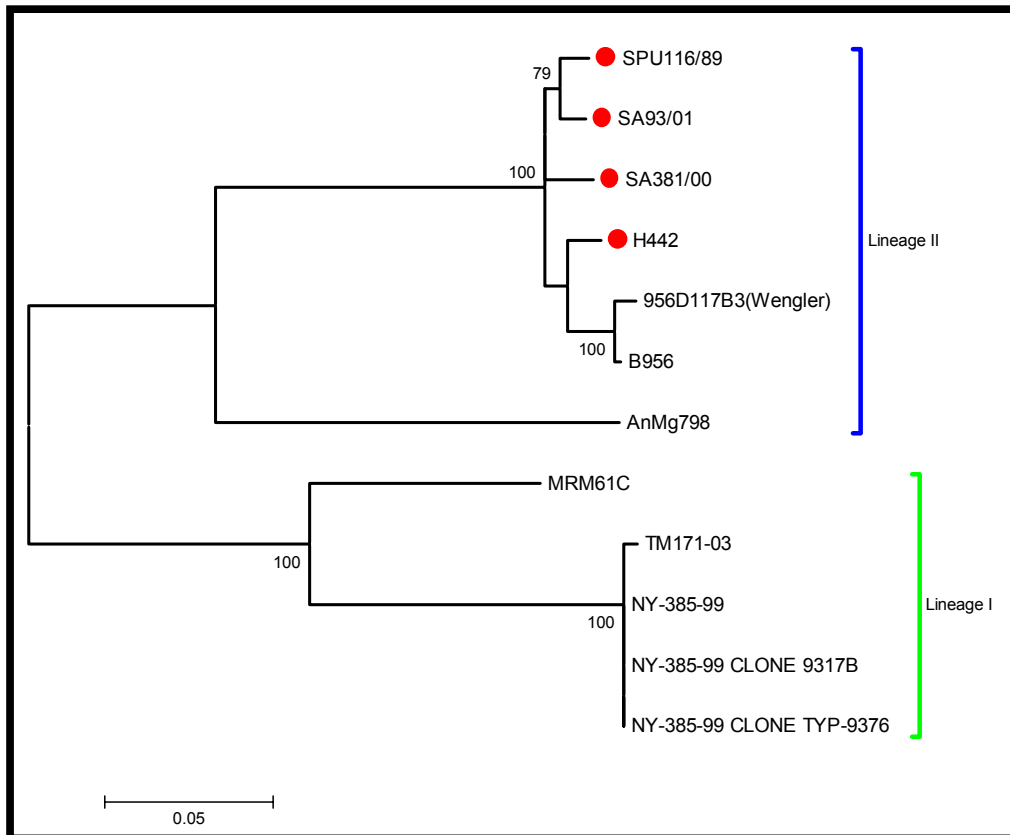 SPU116/89
79
SA93/01
100
SA381/00
H442
Lineage II
956D117B3(Wengler)
100
B956
AnMg798
MRM61C
TM171-03
100
NY-385-99
Lineage I
100
NY-385-99 CLONE 9317B
NY-385-99 CLONE TYP-9376
0.05